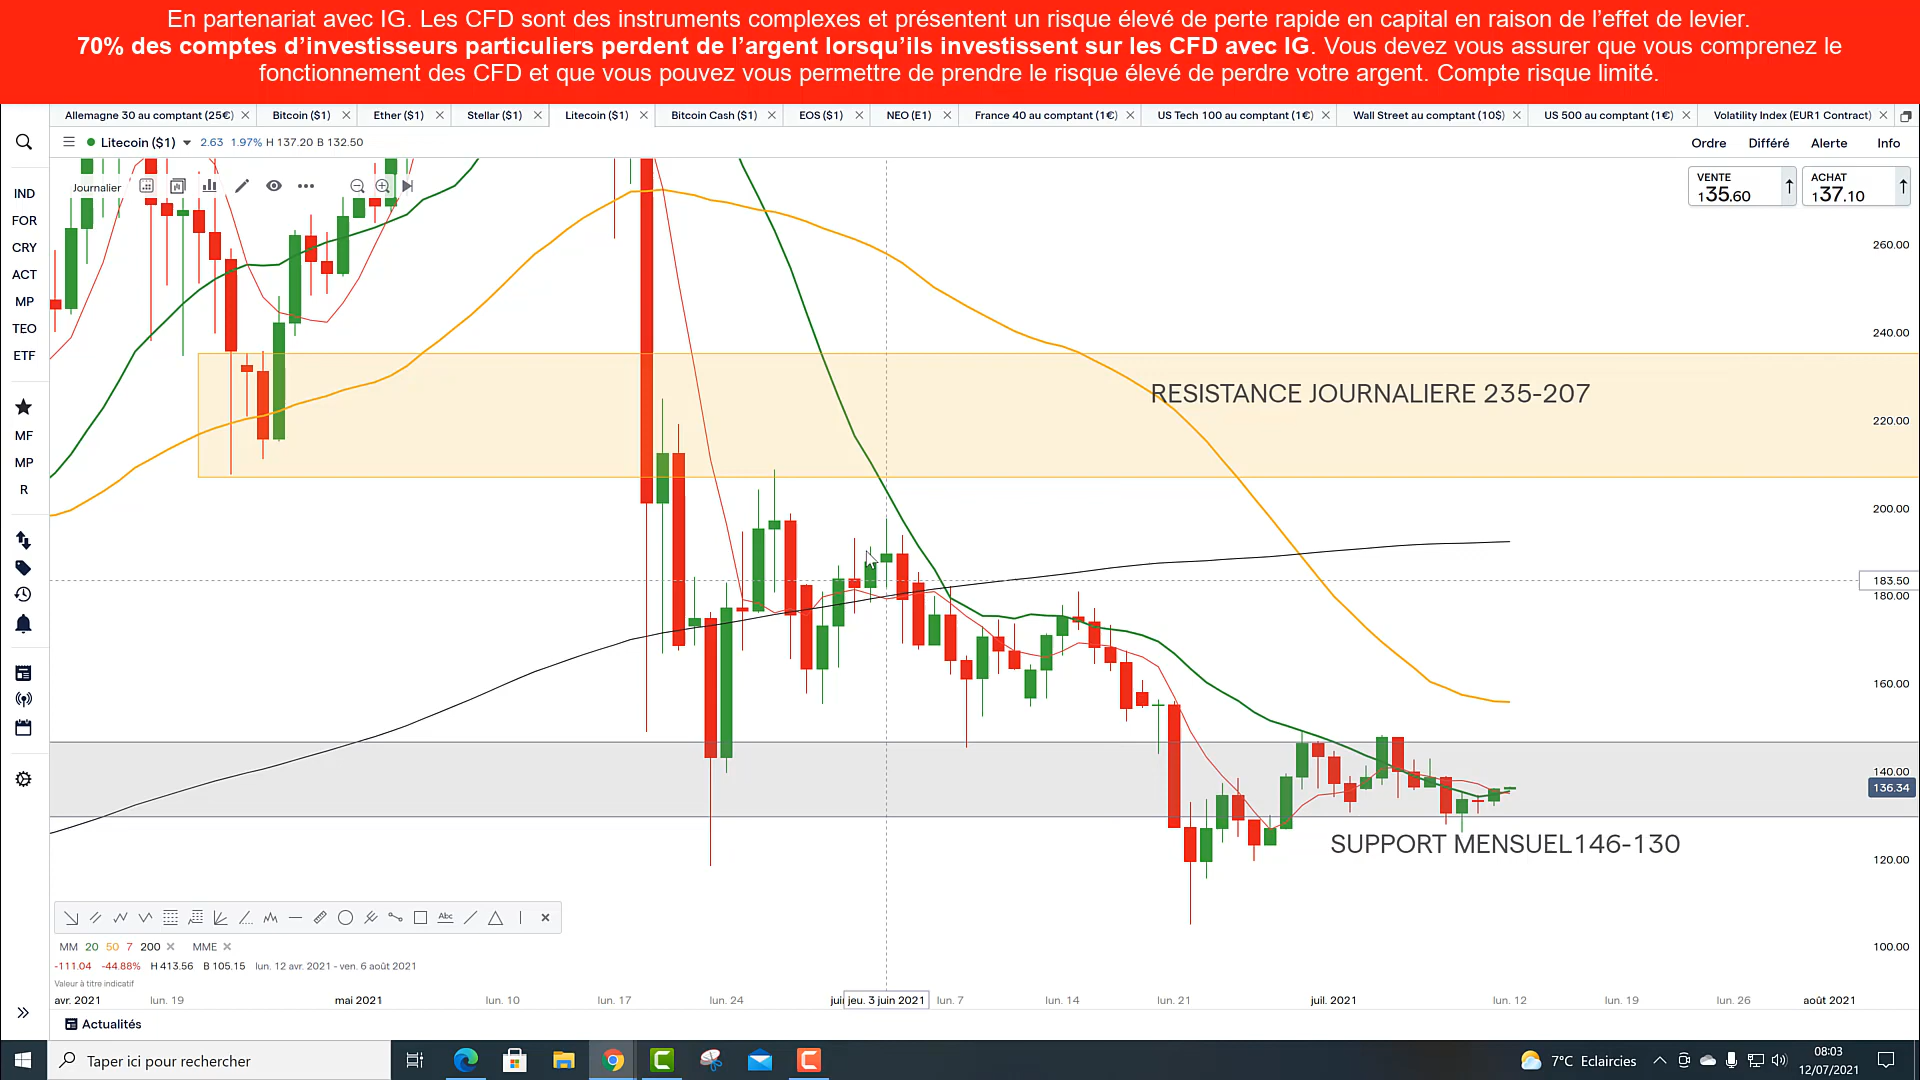 En partenariat avec IG. Les CFD sont des instruments complexes et présentent un risque élevé de perte rapide en capital en raison de l'effet de levier.
70% des comptes d'investisseurs particuliers perdent de l'argent lorsqu'ils investissent sur les CFD avec IG. Vous devez vous assurer que vous comprenez le
fonctionnement des CFD et que vous pouvez vous permettre de prendre le risque élevé de perdre votre argent. Compte risque limité.
Allemagne 30 au comptant (25€) Bitcoin ($1) Ether ($1) Stellar ($1) Litecoin ($1) Bitcoin Cash ($1) EOS ($1) NEO (E1) France 40 au comptant (1€) US Tech 100 au comptant (1€) Wall Street au comptant (10$) US 500 au comptant (1€) Volatility Index (EUR1 Contract)
Litecoin ($1) 2.63 1.97% H 137.20 B 132.50 Ordre Différé Alerte Info
Journalier
VENTE ACHAT
135.60 137.10
IND
FOR
CRY
ACT
MP
TEO
ETF
MF
MP
R
260.00
240.00
RESISTANCE JOURNALIERE 235-207
220.00
200.00
183.50
180.00
160.00
140.00
136.34
SUPPORT MENSUEL146-130
120.00
100.00
Abc
MM 20 50 7 200 MME
-111.04 -44.88% H 413.56 B 105.15 lun. 12 avr. 2021 - ven. 6 août 2021
Valeur à titre indicatif
avr. 2021 lun. 19 mai 2021 lun. 10 lun. 17 lun. 24 jui jeu. 3 juin 2021 lun. 7 lun. 14 lun. 21 juil. 2021 lun. 12 lun. 19 lun. 26 août 2021
Actualités
Taper ici pour rechercher 7°C Eclaircies 08:03
12/07/2021